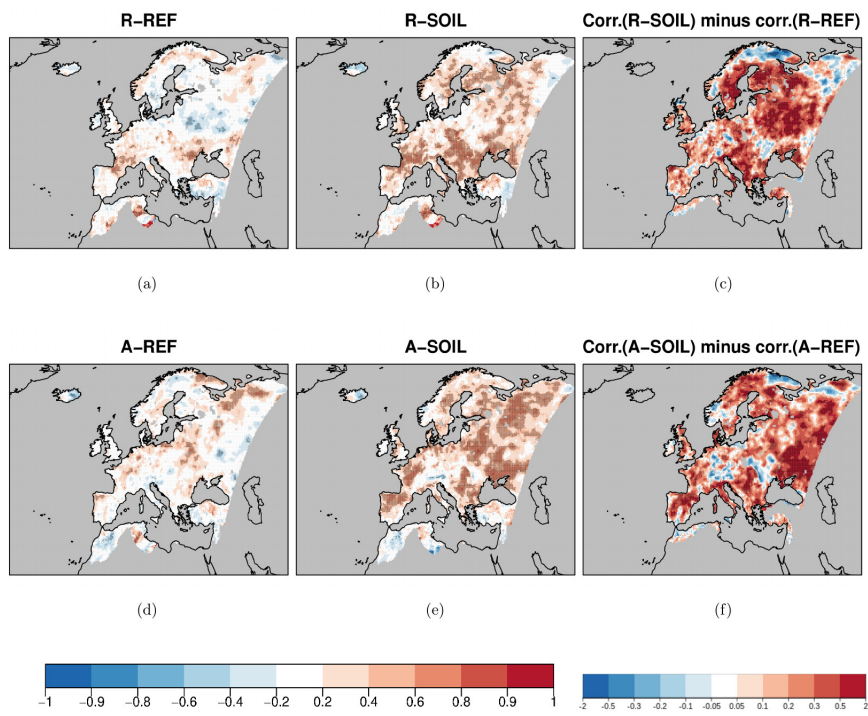 R−REF R−SOIL Corr.(R−SOIL) minus corr.(R−REF)
(a) (b) (c)
A−REF A−SOIL Corr.(A−SOIL) minus corr.(A−REF)
(d) (e) (f)
−1 −0.9 −0.8 −0.6 −0.4 −0.2 0.2 0.4 0.6 0.8 0.9 1
-2 -0.5 -0.3 -0.2 -0.1 -0.05 0.05 0.1 0.2 0.3 0.5